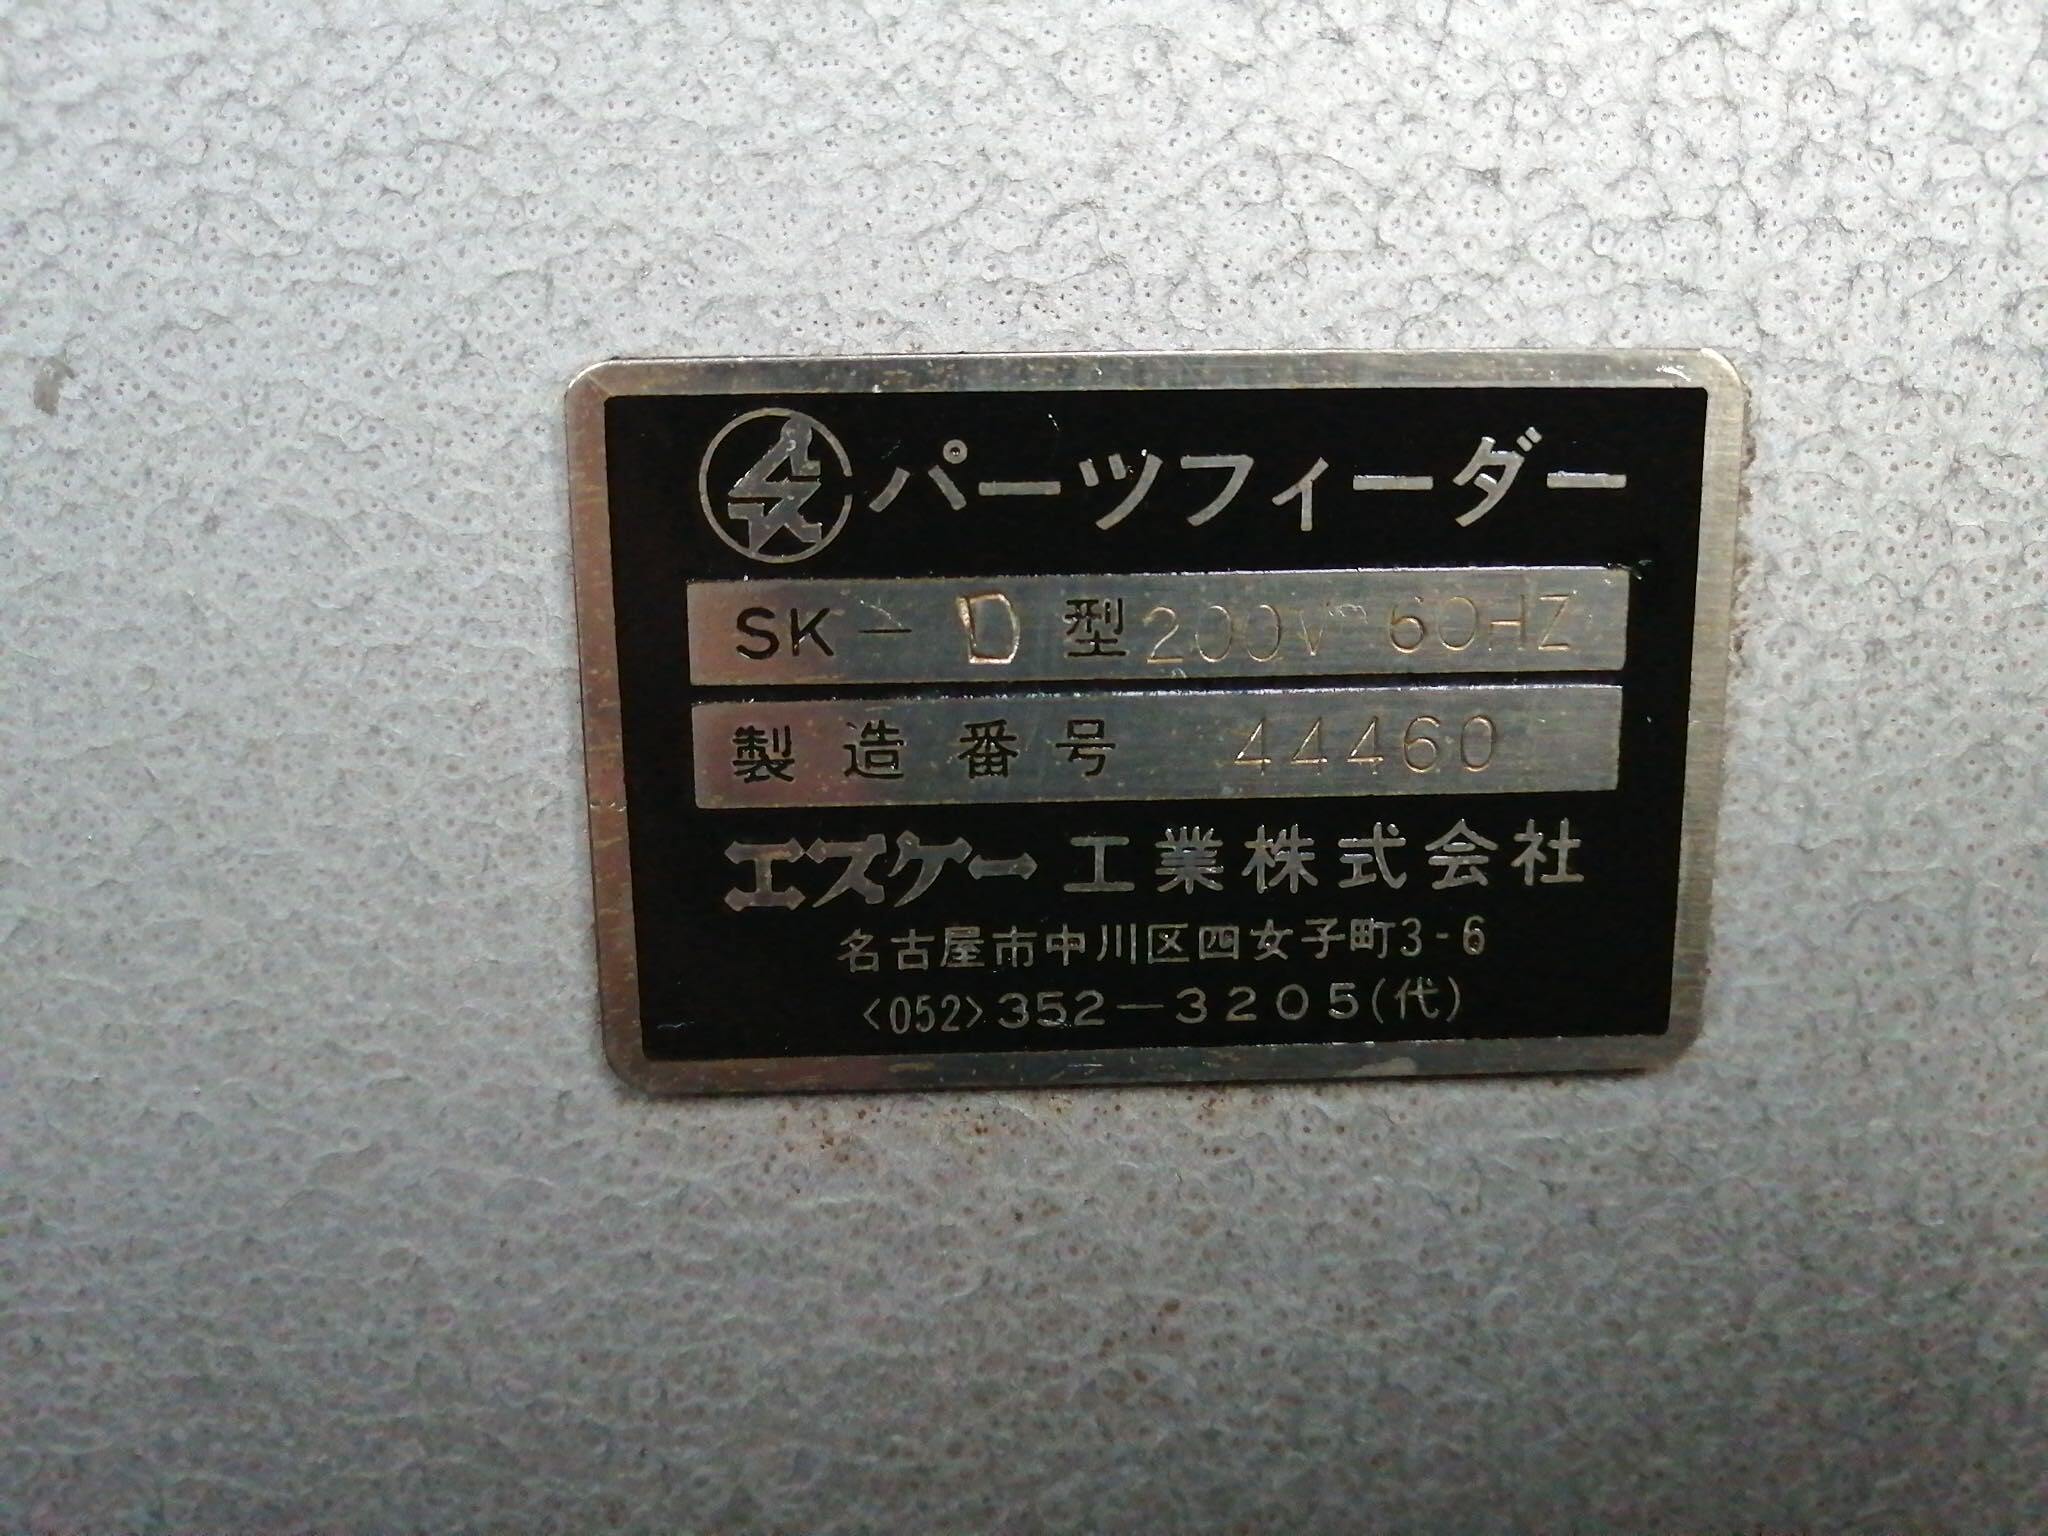 パーツフィーダー
SK-D型 200V 60HZ
製造番号 44460
エスケー工業株式会社
名古屋市中川区四女子町3-6
<052>352-3205(代)